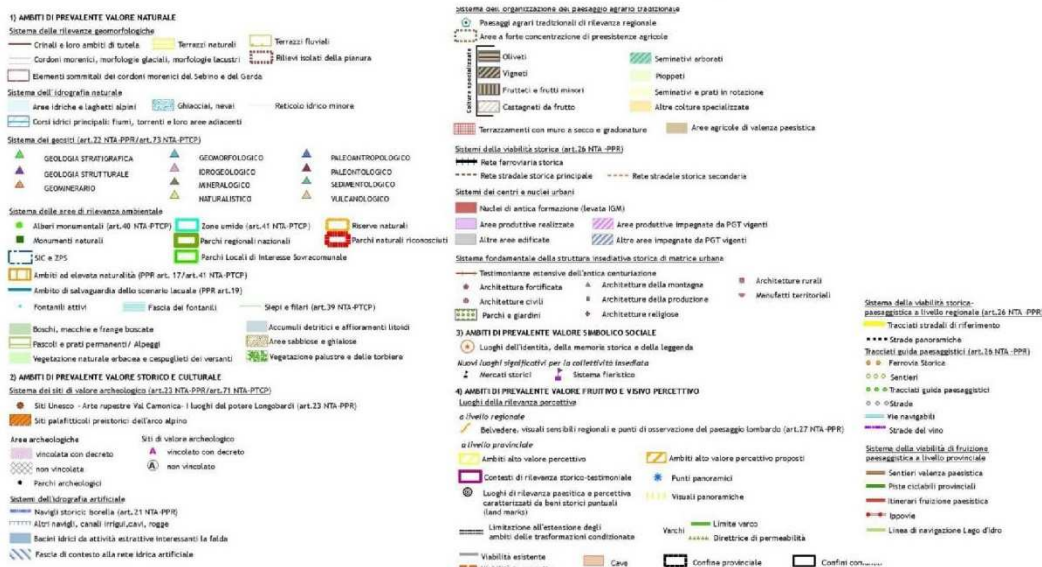 1) AMBITI DI PREVALENTE VALORE NATURALE
Sistema delle rilevanze geomorfologiche
Crinali e loro ambiti di tutela
Terrazzi naturali
Terrazzi fluviali
Cordoni morenici, morfologie glaciali, morfologie lacustri
Rilievi isolati della pianura
Elementi sommitali dei cordoni morenici del Sebino e del Garda
Sistema dell'idrografia naturale
Aree idriche e laghetti alpini
Ghiacciai, nevai
Reticolo idrico minore
Corsi idrici principali: fiumi, torrenti e loro aree adiacenti
Sistema dei geositi (art.22 NTA-PPR/art.73 NTA-PTCP)
GEOLOGIA STRATIGRAFICA
GEOMORFOLOGICO
PALEOANTROPOLOGICO
GEOLOGIA STRUTTURALE
IDROGEOLOGICO
PALEONTOLOGICO
GEOMINERARIO
MINERALOGICO
SEDIMENTOLOGICO
NATURALISTICO
VULCANOLOGICO
Sistema delle aree di rilevanza ambientale
Alberi monumentali (art.40 NTA-PTCP)
Zone umide (art.41 NTA-PTCP)
Riserve naturali
Monumenti naturali
Parchi regionali nazionali
Parchi naturali riconosciuti
SIC e ZPS
Parchi Locali di Interesse Sovracomunale
Ambiti ad elevata naturalità (PPR art. 17/art.41 NTA-PTCP)
Ambito di salvaguardia dello scenario lacuale (PPR art.19)
Fontanili attivi
Fascia dei fontanili
Siepi e filari (art.39 NTA-PTCP)
Boschi, macchie e frange boscate
Accumuli detritici e affioramenti litoidi
Pascoli e prati permanenti/ Alpeggi
Aree sabbiose e ghiaiose
Vegetazione naturale erbacea e cespuglieti dei versanti
Vegetazione palustre e delle torbiere
2) AMBITI DI PREVALENTE VALORE STORICO E CULTURALE
Sistema dei siti di valore archeologico (art.23 NTA-PPR/art.71 NTA-PTCP)
Siti Unesco - Arte rupestre Val Camonica- I luoghi del potere Longobardi (art.23 NTA-PPR)
Siti palafitticoli preistorici dell'arco alpino
Aree archeologiche
Siti di valore archeologico
vincolata con decreto
A vincolato con decreto
non vincolata
A non vincolato
Parchi archeologici
Sistemi dell'idrografia artificiale
Navigli storici: borella (art.21 NTA-PPR)
Altri navigli, canali irrigui,cavi, rogge
Bacini idrici da attività estrattive interessanti la falda
Fascia di contesto alla rete idrica artificiale
Sistema dell'organizzazione del paesaggio agrario tradizionale
Paesaggi agrari tradizionali di rilevanza regionale
Aree a forte concentrazione di preesistenze agricole
Colture specializzate
Oliveti
Seminativi arborati
Vigneti
Pioppeti
Frutteti e frutti minori
Seminativi e prati in rotazione
Castagneti da frutto
Altre colture specializzate
Terrazzamenti con muro a secco e gradonature
Aree agricole di valenza paesistica
Sistemi della viabilità storica (art.26 NTA -PPR)
Rete ferroviaria storica
Rete stradale storica principale
Rete stradale storica secondaria
Sistemi dei centri e nuclei urbani
Nuclei di antica formazione (levata IGM)
Aree produttive realizzate
Aree produttive impegnate da PGT vigenti
Altre aree edificate
Altro aree impegnate da PGT vigenti
Sistema fondamentale della struttura insediative storica di matrice urbana
Testimonianze estensive dell'antica centuriazione
Architetture fortificata
Architetture della montagna
Architetture rurali
Architetture civili
Architetture della produzione
Manufetti territoriali
Parchi e giardini
Architetture religiose
3) AMBITI DI PREVALENTE VALORE SIMBOLICO SOCIALE
Luoghi dell'identità, della memoria storica e della leggenda
Nuovi luoghi significativi per la collettività insediata
Mercati storici
Sistema fieristico
4) AMBITI DI PREVALENTE VALORE FRUITIVO E VISIVO PERCETTIVO
Luoghi della rilevanza percettiva
a livello regionale
Belvedere, visuali sensibili regionali e punti di osservazione del paesaggio lombardo (art.27 NTA-PPR)
a livello provinciale
Ambiti alto valore percettivo
Ambiti alto valore percettivo proposti
Contesti di rilevanza storico-testimoniale
Punti panoramici
Luoghi di rilevanza paesitica e percettiva
caratterizzati da beni storici puntuali
(land marks)
Visuali panoramiche
Limitazione all'estensione degli
ambiti delle trasformazioni condizionate
Varchi
Limite varco
Direttrice di permeabilità
Viabilità esistente
Cave
Confine provinciale
Confini
Sistema della viabilità storica-
paesaggistica a livello regionale (art.26 NTA -PPR)
Tracciati stradali di riferimento
Strade panoramiche
Tracciati guida paesaggistici (art.26 NTA -PPR)
Ferrovia Storica
Sentieri
Tracciati guida paesaggistici
Strade
Vie navigabili
Strade del vino
Sistema della viabilità di fruizione
paesaggistica a livello provinciale
Sentieri valenza paesistica
Piste ciclabili provinciali
Itinerari fruizione paesistica
Ippovie
Linea di navigazione Lago d'Idro